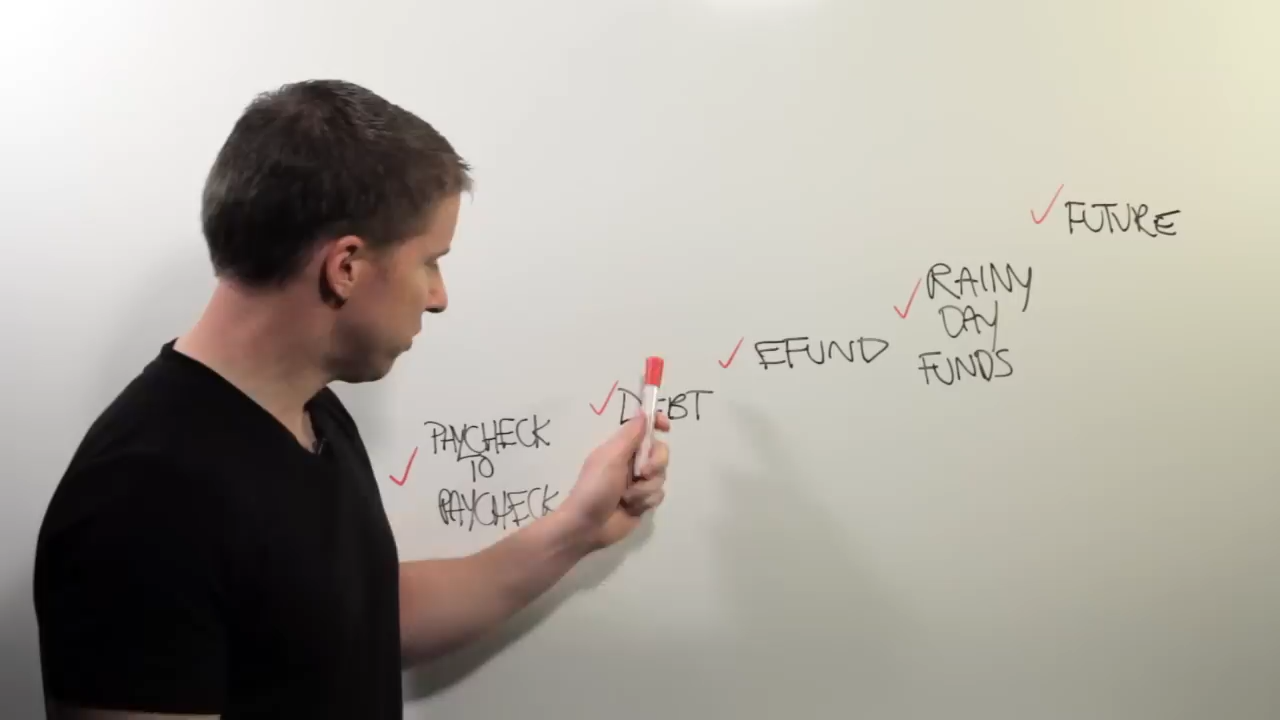 PAYCHECK
TO
PAYCHECK
DEBT
EFUND
RAINY
DAY
FUNDS
FUTURE